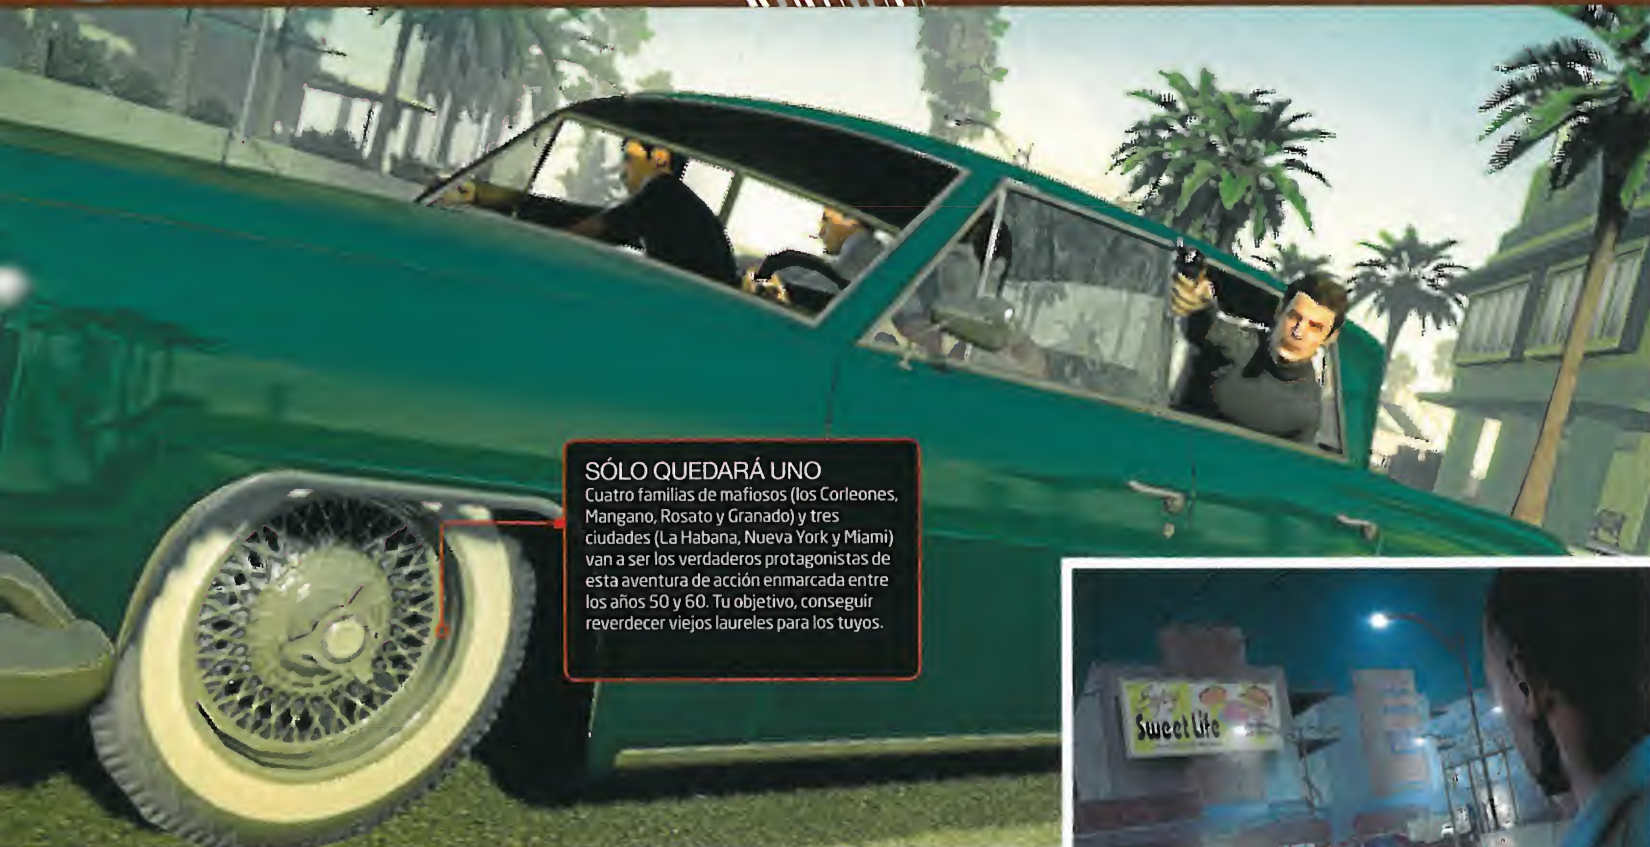 SÓLO QUEDARÁ UNO
Cuatro familias de mafiosos (los Corleones,
Mangano, Rosato y Granado) y tres
ciudades (La Habana, Nueva York y Miami)
van a ser los verdaderos protagonistas de
esta aventura de acción enmarcada entre
los años 50 y 60. Tu objetivo, conseguir
reverdecer viejos laureles para los tuyos.
Sweet Life